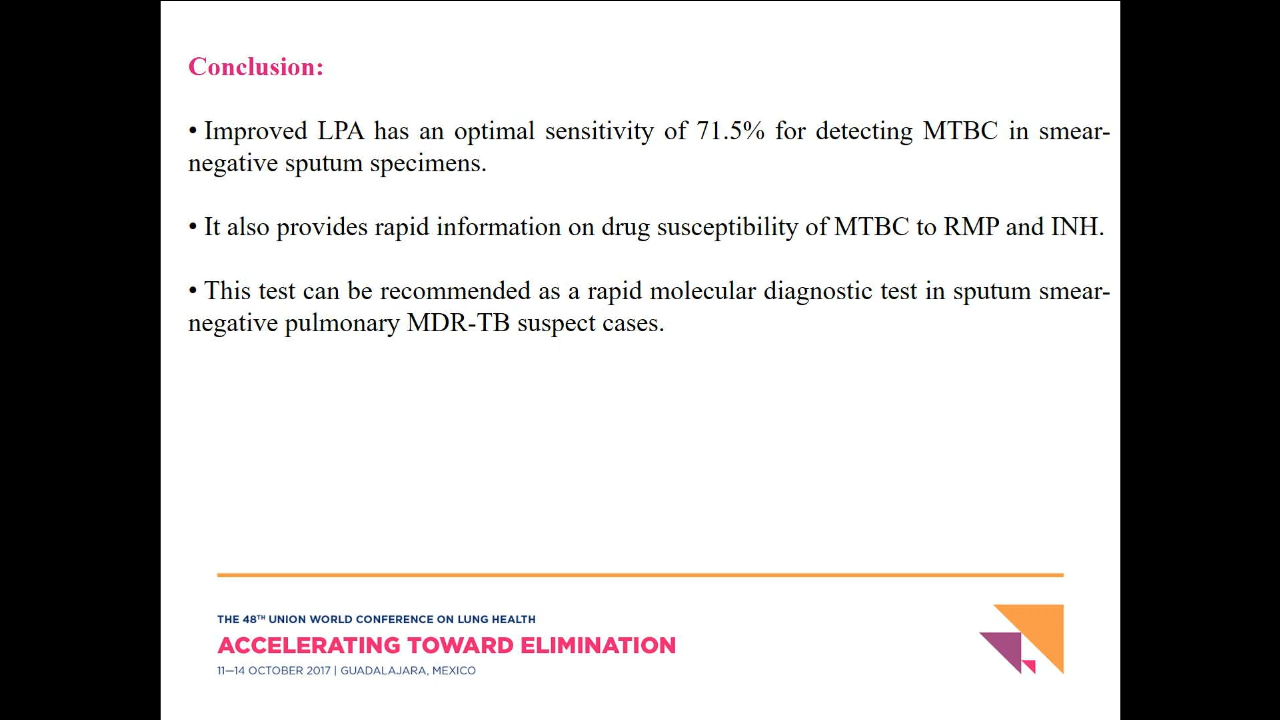 Conclusion:
• Improved LPA has an optimal sensitivity of 71.5% for detecting MTBC in smear-
negative sputum specimens.
• It also provides rapid information on drug susceptibility of MTBC to RMP and INH.
• This test can be recommended as a rapid molecular diagnostic test in sputum smear-
negative pulmonary MDR-TB suspect cases.
THE 48TH UNION WORLD CONFERENCE ON LUNG HEALTH
ACCELERATING TOWARD ELIMINATION
11—14 OCTOBER 2017 | GUADALAJARA, MEXICO